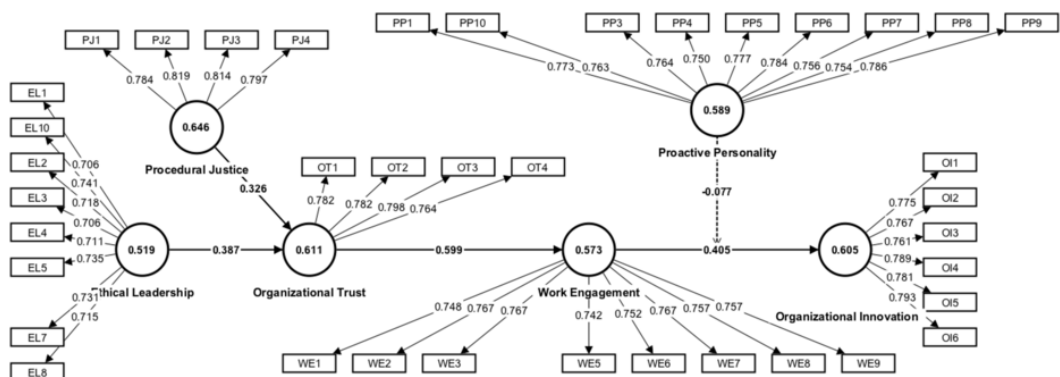 PP1 PP10 PP3 PP4 PP5 PP6 PP7 PP8 PP9
PJ1 PJ2 PJ3 PJ4
0.773 0.763 0.764 0.750 0.777 0.784 0.756 0.754 0.786
0.784 0.819 0.814 0.797
0.589
Proactive Personality
0.646
Procedural Justice
EL1
EL10
EL2
EL3
EL4
EL5
EL7
EL8
0.706
0.741
0.718
0.706
0.711
0.735
0.731
0.715
0.519
Ethical Leadership
0.387
0.326
OT1 OT2 OT3 OT4
0.782 0.782 0.798 0.764
0.611
Organizational Trust
0.599
0.573
Work Engagement
-0.077
0.405
0.605
Organizational Innovation
0.748 0.767 0.767 0.742 0.752 0.767 0.757 0.757
WE1 WE2 WE3 WE5 WE6 WE7 WE8 WE9
0.775
0.767
0.761
0.789
0.781
0.793
OI1
OI2
OI3
OI4
OI5
OI6